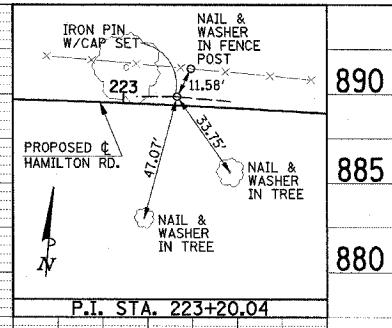 IRON PIN
W/CAP SET
NAIL &
WASHER
IN FENCE
POST
890
223
11.58'
PROPOSED ℄
HAMILTON RD.
47.07'
33.75'
885
NAIL &
WASHER
IN TREE
NAIL &
WASHER
IN TREE
880
N
P.I. STA. 223+20.04